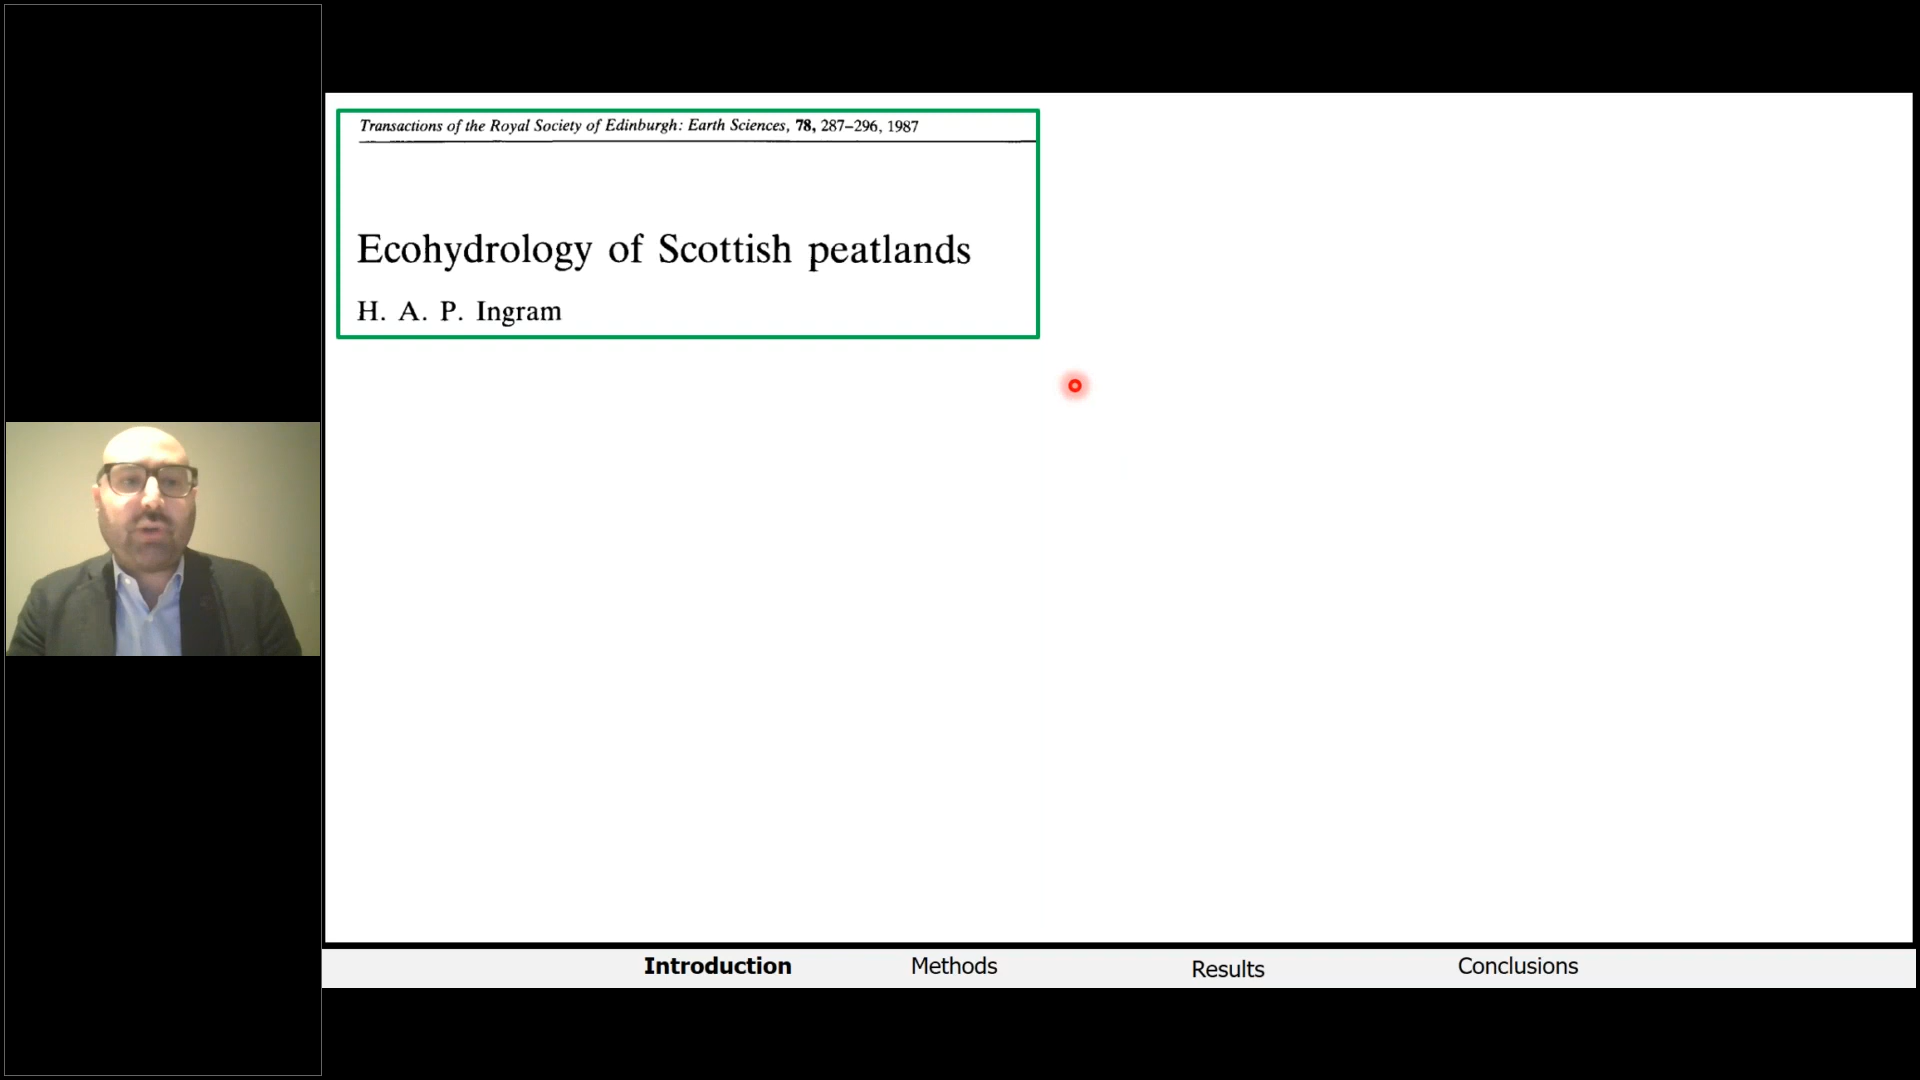 Transactions of the Royal Society of Edinburgh: Earth Sciences, 78, 287–296, 1987
Ecohydrology of Scottish peatlands
H. A. P. Ingram
Introduction
Methods
Results
Conclusions